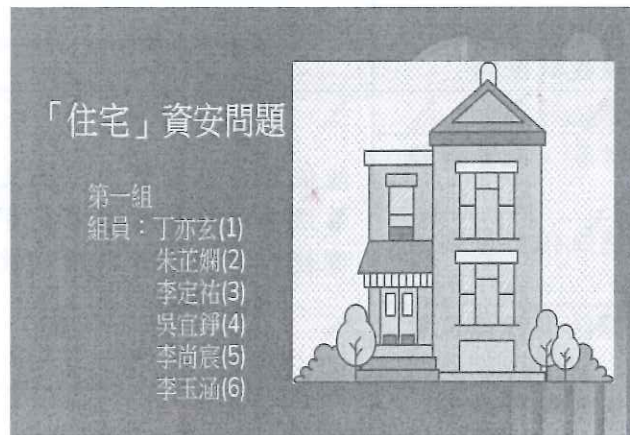 「住宅」資安問題
第一組
組員：丁亦玄(1)
朱芷嫻(2)
李定祐(3)
吳宜錚(4)
李尚宸(5)
李玉涵(6)